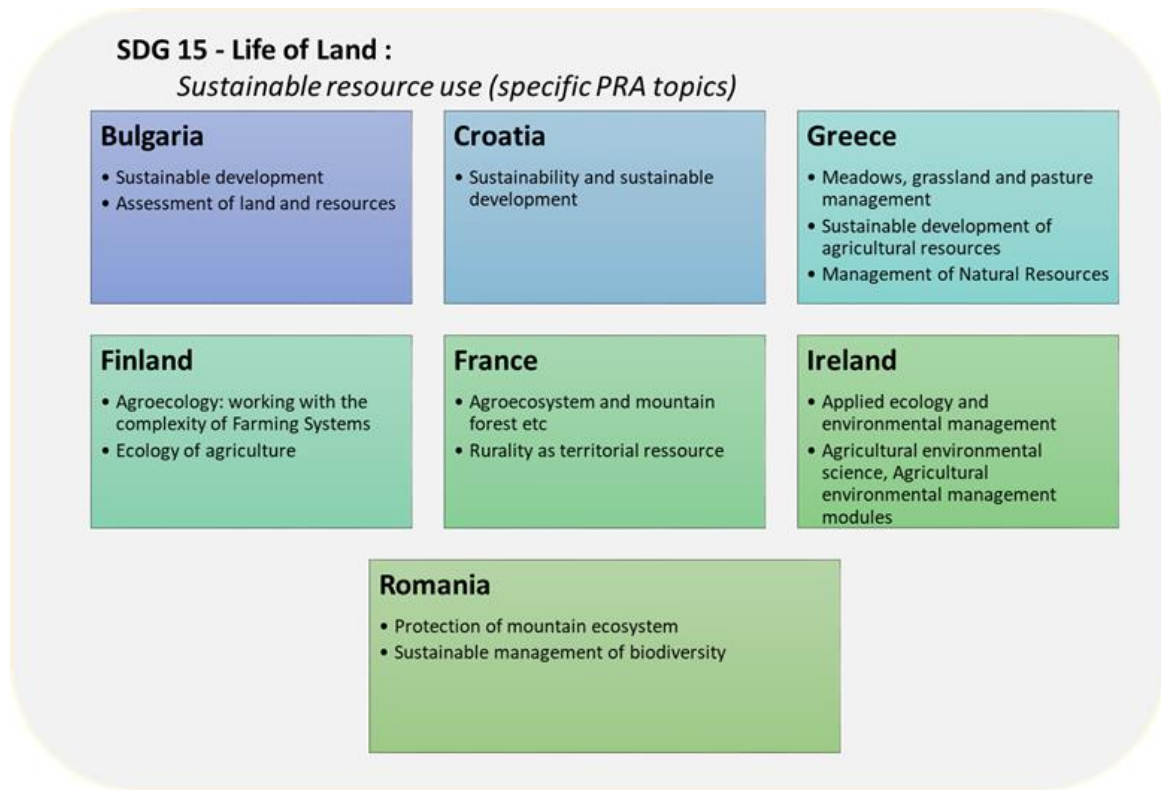 SDG 15 - Life of Land :
Sustainable resource use (specific PRA topics)
Bulgaria
• Sustainable development
• Assessment of land and resources
Croatia
• Sustainability and sustainable
development
Greece
• Meadows, grassland and pasture
management
• Sustainable development of
agricultural resources
• Management of Natural Resources
Finland
• Agroecology: working with the
complexity of Farming Systems
• Ecology of agriculture
France
• Agroecosystem and mountain
forest etc
• Rurality as territorial ressource
Ireland
• Applied ecology and
environmental management
• Agricultural environmental
science, Agricultural
environmental management
modules
Romania
• Protection of mountain ecosystem
• Sustainable management of biodiversity